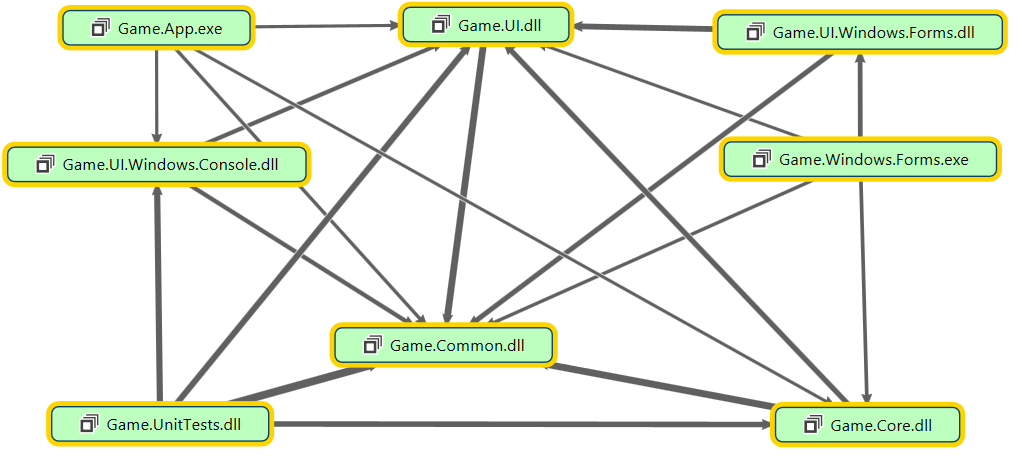 Game.App.exe
Game.UI.dll
Game.UI.Windows.Forms.dll
Game.UI.Windows.Console.dll
Game.Windows.Forms.exe
Game.Common.dll
Game.UnitTests.dll
Game.Core.dll